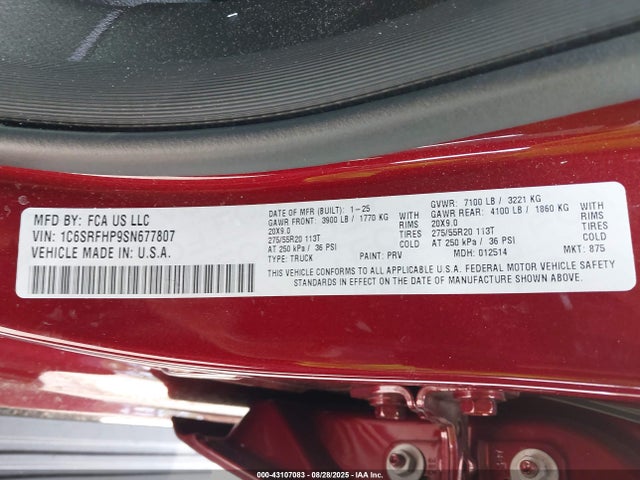 MFD BY: FCA US LLC
VIN: 1C6SRFHP9SN677807
VEHICLE MADE IN: U.S.A.
DATE OF MFR (BUILT): 1-25
GAWR FRONT: 3900 LB / 1770 KG
20X9.0 RIMS
275/55R20 113T TIRES
AT 250 kPa / 36 PSI
TYPE: TRUCK PAINT: PRV
GVWR: 7100 LB / 3221 KG
GAWR REAR: 4100 LB / 1860 KG
20X9.0 RIMS
275/55R20 113T TIRES
AT 250 kPa / 36 PSI
MDH: 012514 MKT: 875
THIS VEHICLE CONFORMS TO ALL APPLICABLE U.S.A. FEDERAL MOTOR VEHICLE SAFETY
STANDARDS IN EFFECT ON THE DATE OF MANUFACTURE SHOWN ABOVE.
000-43107083 - 08/28/2025 - IAA Inc.